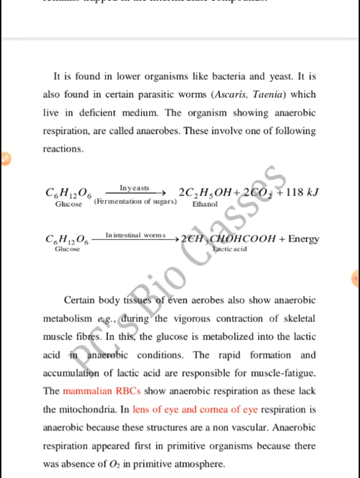 remains trapped in the intermediate compounds.
It is found in lower organisms like bacteria and yeast. It is
also found in certain parasitic worms (Ascaris, Taenia) which
live in deficient medium. The organism showing anaerobic
respiration, are called anaerobes. These involve one of following
reactions.
C₆H₁₂O₆ In yeasts → 2C₂H₅OH + 2CO₂ + 118 kJ
Glucose (Fermentation of sugars) Ethanol
C₆H₁₂O₆ In intestinal worms → 2CH₃CHOHCOOH + Energy
Glucose Lactic acid
PC's Bio Classes
Certain body tissues of even aerobes also show anaerobic
metabolism e.g., during the vigorous contraction of skeletal
muscle fibres. In this, the glucose is metabolized into the lactic
acid in anaerobic conditions. The rapid formation and
accumulation of lactic acid are responsible for muscle-fatigue.
The mammalian RBCs show anaerobic respiration as these lack
the mitochondria. In lens of eye and cornea of eye respiration is
anaerobic because these structures are a non vascular. Anaerobic
respiration appeared first in primitive organisms because there
was absence of O₂ in primitive atmosphere.